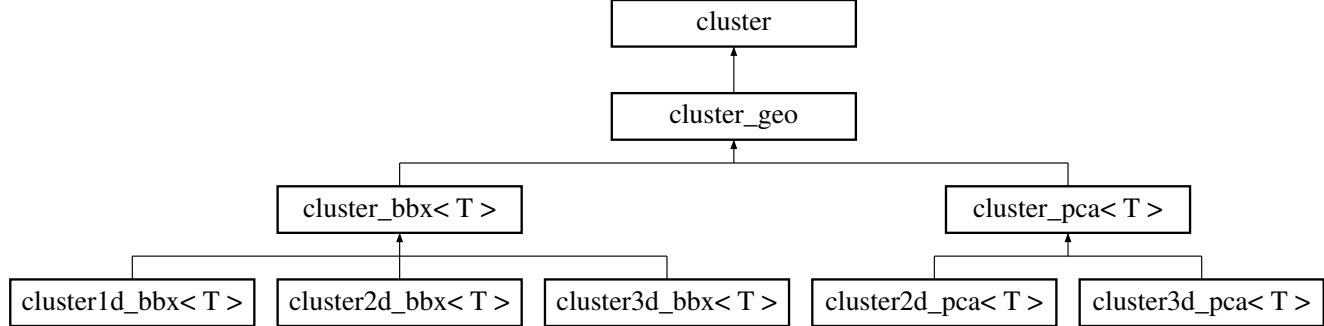 cluster
cluster_geo
cluster_bbx< T >
cluster_pca< T >
cluster1d_bbx< T >
cluster2d_bbx< T >
cluster3d_bbx< T >
cluster2d_pca< T >
cluster3d_pca< T >